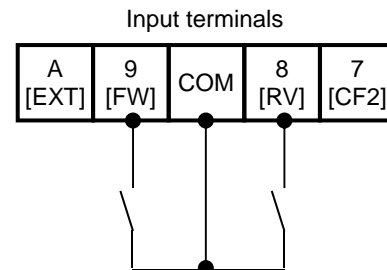 Input terminals
A 9 COM 8 7
[EXT] [FW] [RV] [CF2]